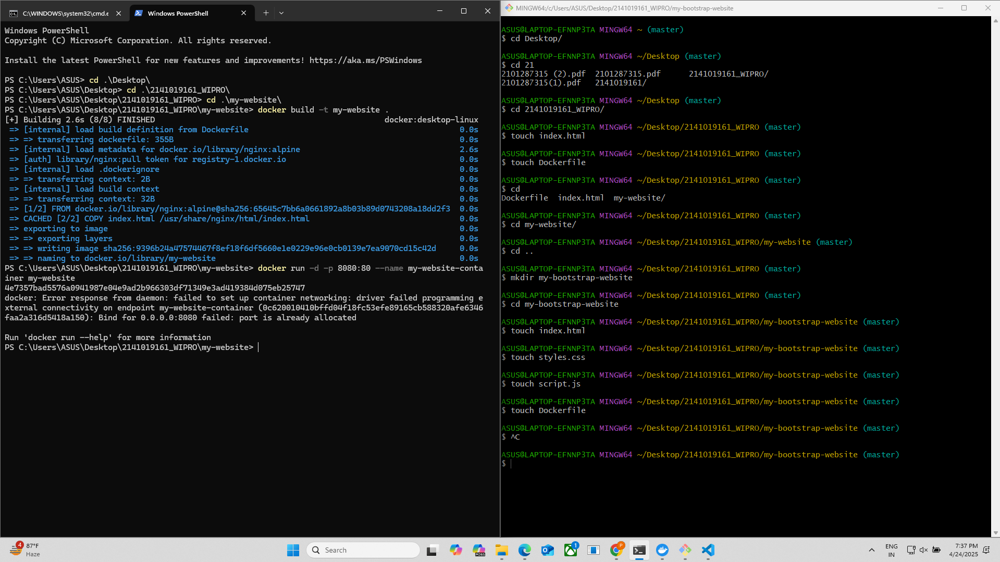 C:\WINDOWS\system32\cmd.e
Windows PowerShell
Windows PowerShell
Copyright (C) Microsoft Corporation. All rights reserved.
Install the latest PowerShell for new features and improvements! https://aka.ms/PSWindows
PS C:\Users\ASUS> cd .\Desktop\
PS C:\Users\ASUS\Desktop> cd .\2141019161_WIPRO\
PS C:\Users\ASUS\Desktop\2141019161_WIPRO> cd .\my-website\
PS C:\Users\ASUS\Desktop\2141019161_WIPRO\my-website> docker build -t my-website .
[+] Building 2.6s (8/8) FINISHED docker:desktop-linux
=> [internal] load build definition from Dockerfile 0.0s
=> => transferring dockerfile: 355B 0.0s
=> [internal] load metadata for docker.io/library/nginx:alpine 2.6s
=> [auth] library/nginx:pull token for registry-1.docker.io 0.0s
=> [internal] load .dockerignore 0.0s
=> => transferring context: 2B 0.0s
=> [internal] load build context 0.0s
=> => transferring context: 32B 0.0s
=> [1/2] FROM docker.io/library/nginx:alpine@sha256:65645c7bb6a0661892a8b03b89d0743208a18dd2f3 0.0s
=> CACHED [2/2] COPY index.html /usr/share/nginx/html/index.html 0.0s
=> exporting to image 0.0s
=> => exporting layers 0.0s
=> => writing image sha256:9396b24a47574467f8ef18f6df5660e1e0229e96e0cb0139e7ea9070cd15c42d 0.0s
=> => naming to docker.io/library/my-website 0.0s
PS C:\Users\ASUS\Desktop\2141019161_WIPRO\my-website> docker run -d -p 8080:80 --name my-website-conta
iner my-website
4e7357bad5576a0941987e04e9ad2b966303df71349e3ad419384d075eb25747
docker: Error response from daemon: failed to set up container networking: driver failed programming e
xternal connectivity on endpoint my-website-container (0c620010410bffd04f18fc53efe89165cb588320afe6346
faa2a316d5418a150): Bind for 0.0.0.0:8080 failed: port is already allocated
Run 'docker run --help' for more information
PS C:\Users\ASUS\Desktop\2141019161_WIPRO\my-website>
MINGW64:/c/Users/ASUS/Desktop/2141019161_WIPRO/my-bootstrap-website
ASUS@LAPTOP-EFNNP3TA MINGW64 ~ (master)
$ cd Desktop/
ASUS@LAPTOP-EFNNP3TA MINGW64 ~/Desktop (master)
$ cd 21
2101287315 (2).pdf 2101287315.pdf 2141019161_WIPRO/
2101287315(1).pdf 2141019161/
ASUS@LAPTOP-EFNNP3TA MINGW64 ~/Desktop (master)
$ cd 2141019161_WIPRO/
ASUS@LAPTOP-EFNNP3TA MINGW64 ~/Desktop/2141019161_WIPRO (master)
$ touch index.html
ASUS@LAPTOP-EFNNP3TA MINGW64 ~/Desktop/2141019161_WIPRO (master)
$ touch Dockerfile
ASUS@LAPTOP-EFNNP3TA MINGW64 ~/Desktop/2141019161_WIPRO (master)
$ cd
Dockerfile index.html my-website/
ASUS@LAPTOP-EFNNP3TA MINGW64 ~/Desktop/2141019161_WIPRO (master)
$ cd my-website/
ASUS@LAPTOP-EFNNP3TA MINGW64 ~/Desktop/2141019161_WIPRO/my-website (master)
$ cd ..
ASUS@LAPTOP-EFNNP3TA MINGW64 ~/Desktop/2141019161_WIPRO (master)
$ mkdir my-bootstrap-website
ASUS@LAPTOP-EFNNP3TA MINGW64 ~/Desktop/2141019161_WIPRO (master)
$ cd my-bootstrap-website
ASUS@LAPTOP-EFNNP3TA MINGW64 ~/Desktop/2141019161_WIPRO/my-bootstrap-website (master)
$ touch index.html
ASUS@LAPTOP-EFNNP3TA MINGW64 ~/Desktop/2141019161_WIPRO/my-bootstrap-website (master)
$ touch styles.css
ASUS@LAPTOP-EFNNP3TA MINGW64 ~/Desktop/2141019161_WIPRO/my-bootstrap-website (master)
$ touch script.js
ASUS@LAPTOP-EFNNP3TA MINGW64 ~/Desktop/2141019161_WIPRO/my-bootstrap-website (master)
$ touch Dockerfile
ASUS@LAPTOP-EFNNP3TA MINGW64 ~/Desktop/2141019161_WIPRO/my-bootstrap-website (master)
$ ^C
ASUS@LAPTOP-EFNNP3TA MINGW64 ~/Desktop/2141019161_WIPRO/my-bootstrap-website (master)
$
4
87°F
Haze
Search
M365
1
P
ENG
IN
7:37 PM
4/24/2025